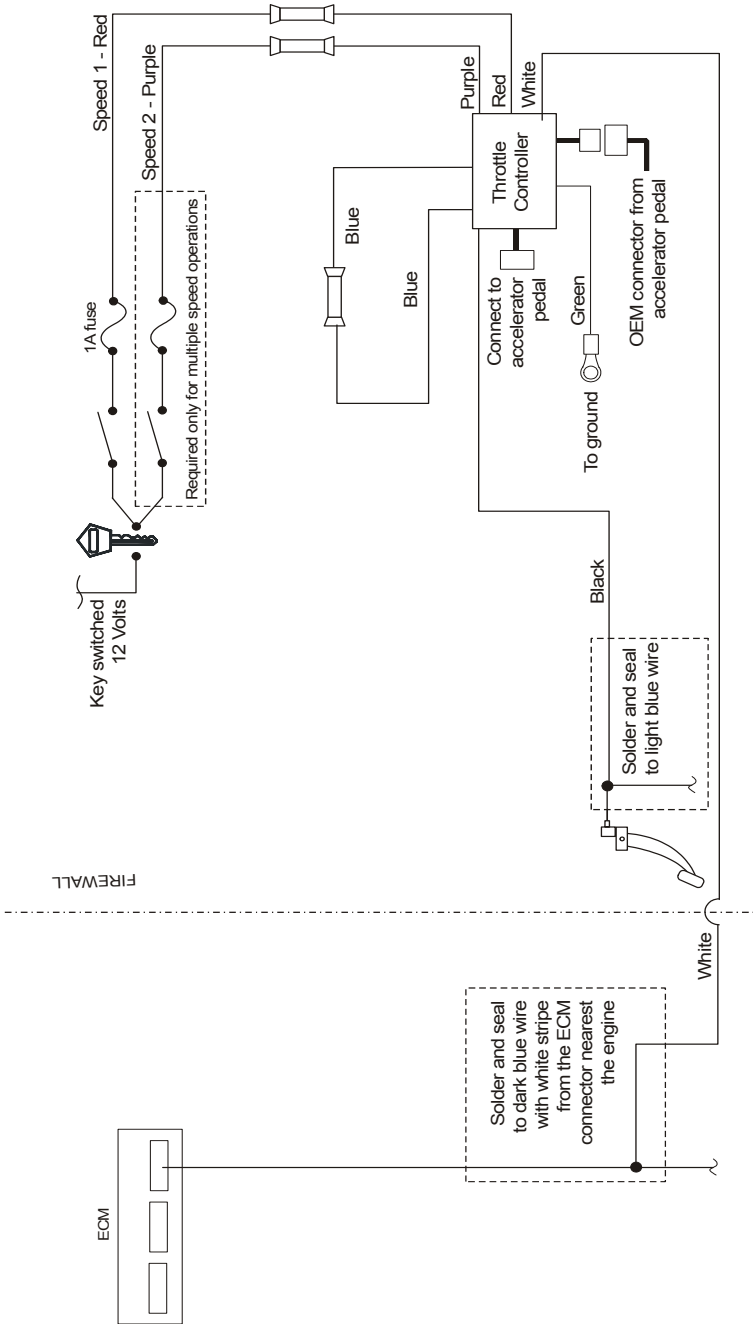 Speed 1 - Red
Speed 2 - Purple
1A fuse
Required only for multiple speed operations
Key switched
12 Volts
Purple
Red
White
Throttle
Controller
Blue
Blue
Connect to
accelerator
pedal
OEM connector from
accelerator pedal
Green
To ground
Black
Solder and seal
to light blue wire
FIREWALL
White
Solder and seal
to dark blue wire
with white stripe
from the ECM
connector nearest
the engine
ECM